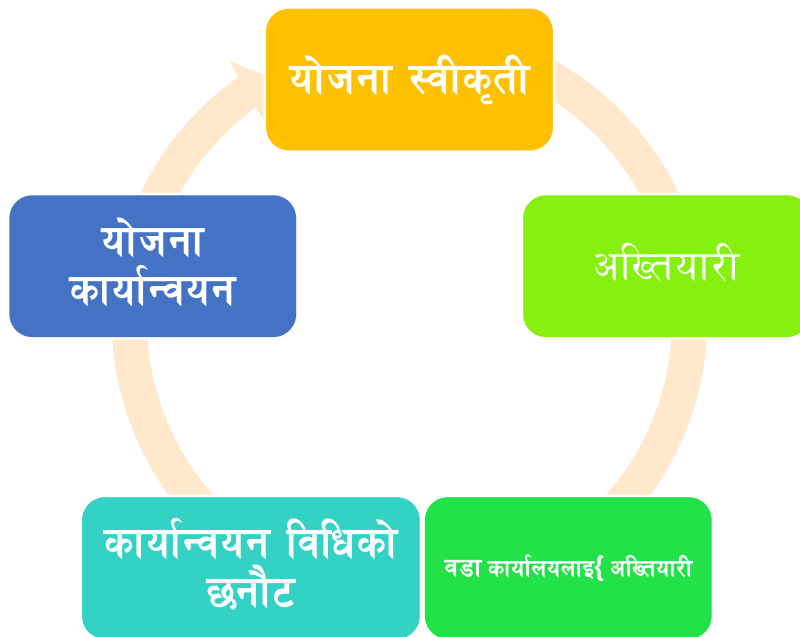 योजना स्वीकृती
अख्तियारी
वडा कार्यालयलाइ{ अख्तियारी
कार्यान्वयन विधिको
छनौट
योजना
कार्यान्वयन